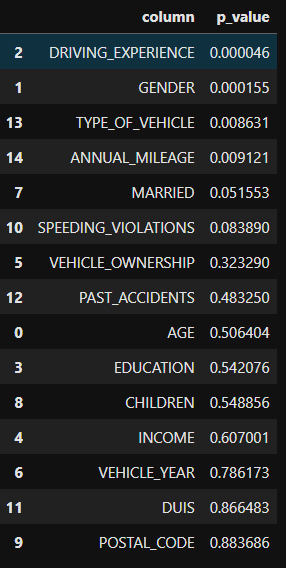 column p_value
2 DRIVING_EXPERIENCE 0.000046
1 GENDER 0.000155
13 TYPE_OF_VEHICLE 0.008631
14 ANNUAL_MILEAGE 0.009121
7 MARRIED 0.051553
10 SPEEDING_VIOLATIONS 0.083890
5 VEHICLE_OWNERSHIP 0.323290
12 PAST_ACCIDENTS 0.483250
0 AGE 0.506404
3 EDUCATION 0.542076
8 CHILDREN 0.548856
4 INCOME 0.607001
6 VEHICLE_YEAR 0.786173
11 DUIS 0.866483
9 POSTAL_CODE 0.883686